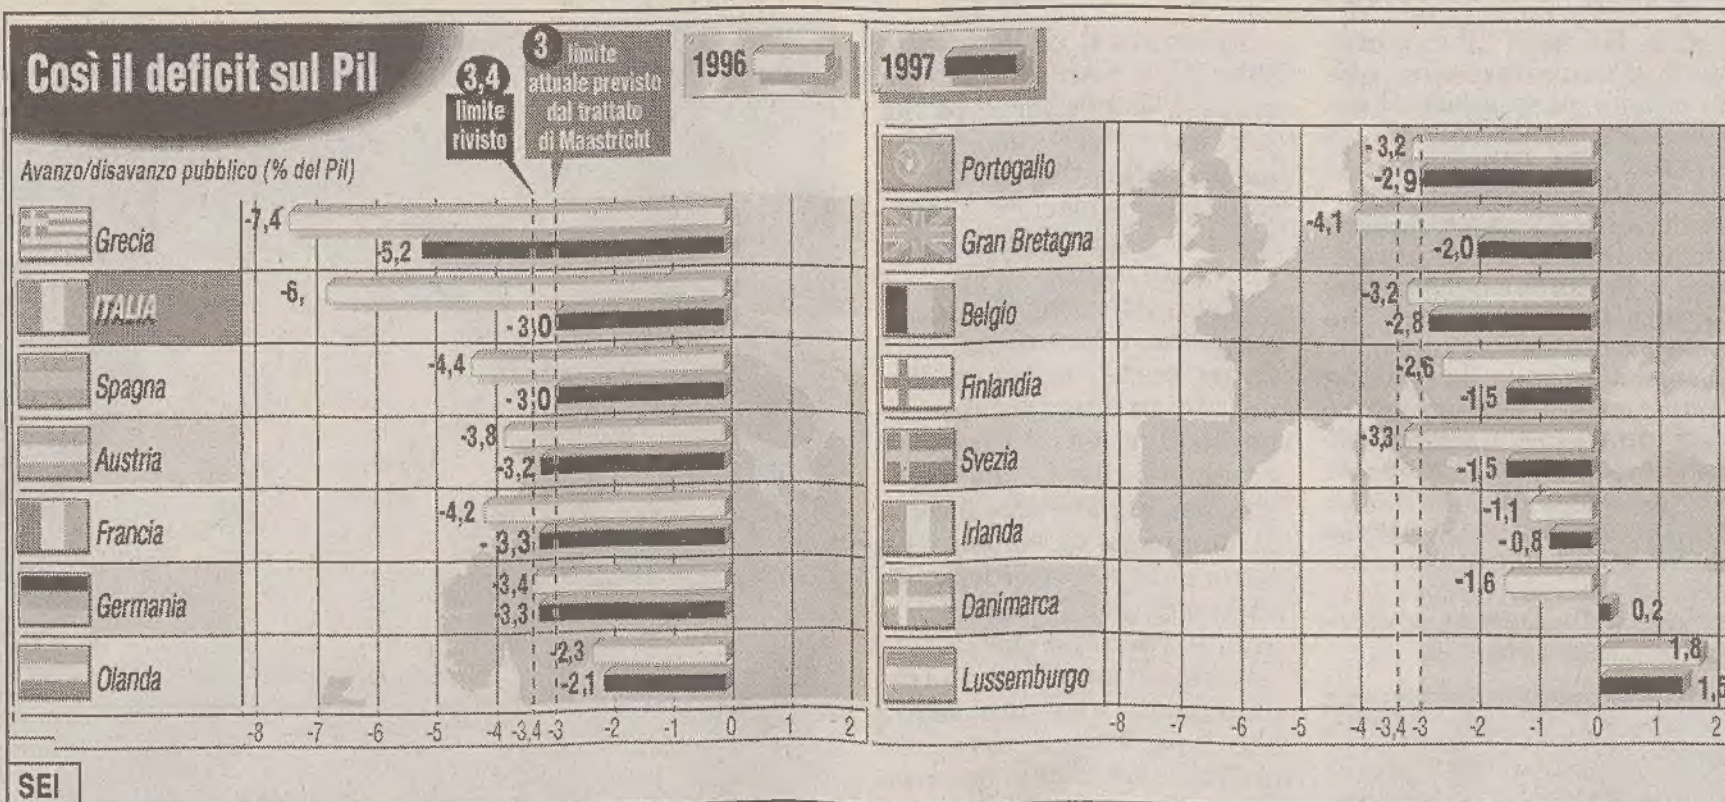 Così il deficit sul Pil
3,4
limite
rivisto
3
limite
attuale previsto
dal trattato
di Maastricht
1996
1997
Avanzo/disavanzo pubblico (% del Pil)
Grecia
-7,4
-5,2
ITALIA
-6,
-3,0
Spagna
-4,4
-3,0
Austria
-3,8
-3,2
Francia
-4,2
-3,3
Germania
-3,4
-3,3
Olanda
-2,3
-2,1
-8 -7 -6 -5 -4 -3,4 -3 -2 -1 0 1 2
Portogallo
-3,2
-2,9
Gran Bretagna
-4,1
-2,0
Belgio
-3,2
-2,8
Finlandia
-2,6
-1,5
Svezia
-3,3
-1,5
Irlanda
-1,1
-0,8
Danimarca
-1,6
0,2
Lussemburgo
1,8
-8 -7 -6 -5 -4 -3,4 -3 -2 -1 0 1 2
SEI